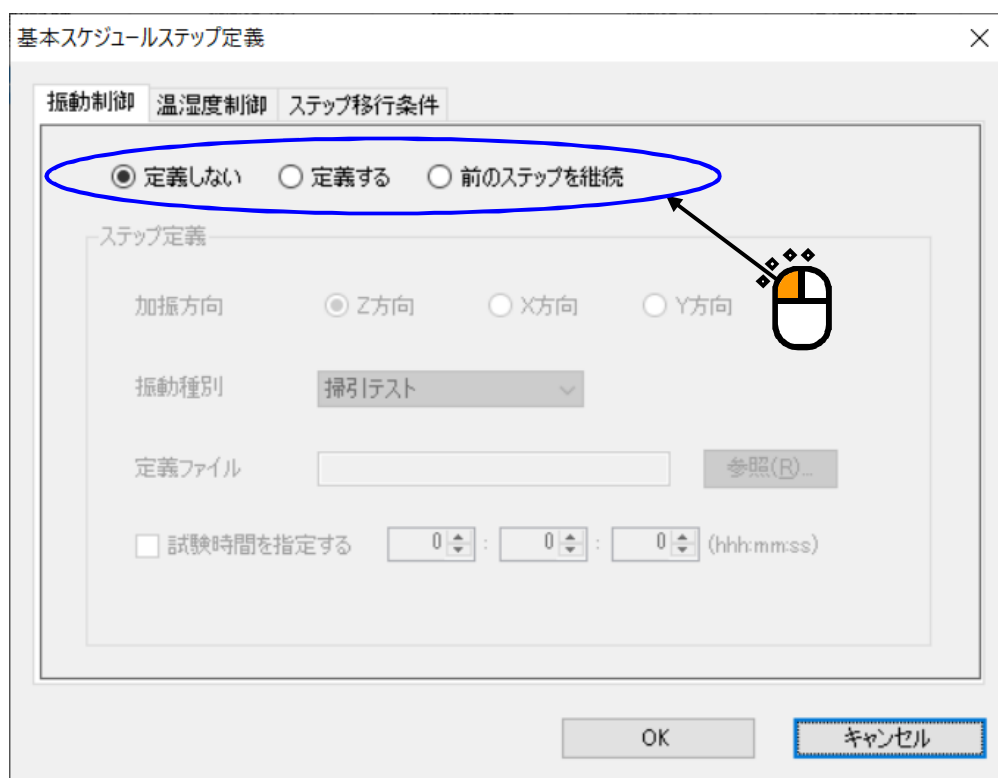 基本スケジュールステップ定義
振動制御 温湿度制御 ステップ移行条件
定義しない 定義する 前のステップを継続
ステップ定義
加振方向 Z方向 X方向 Y方向
振動種別 掃引テスト
定義ファイル 参照(R)...
試験時間を指定する 0 : 0 : 0 (hhh:mm:ss)
OK キャンセル